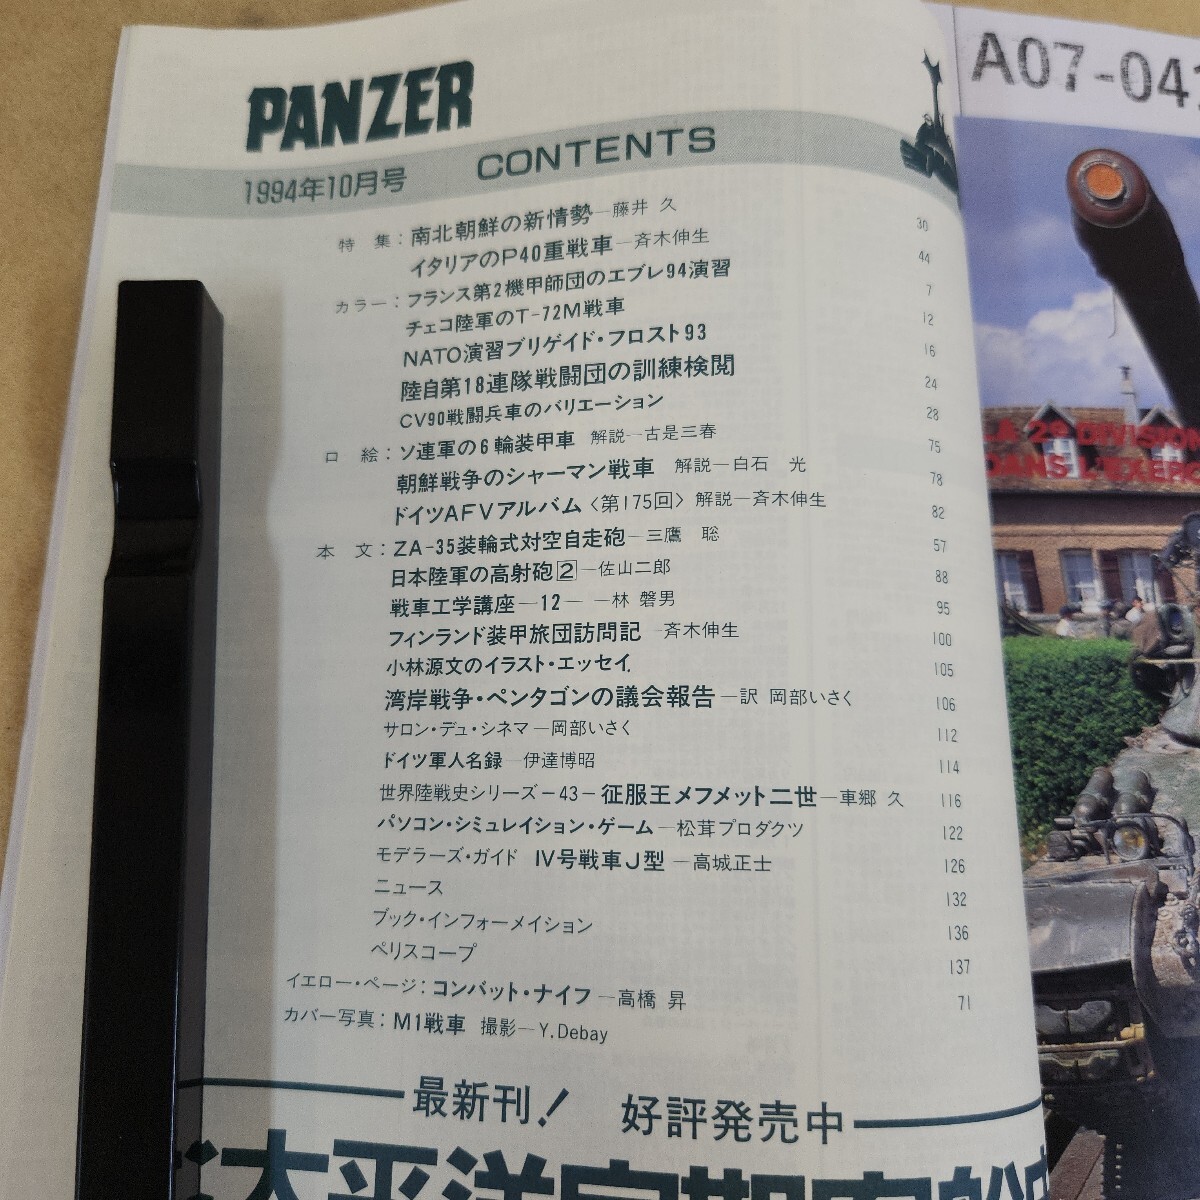 PANZER
1994年10月号 CONTENTS
特 集：南北朝鮮の新情勢―藤井 久 30
イタリアのP40重戦車―斉木伸生 44
カラー：フランス第2機甲師団のエブレ94演習 7
チェコ陸軍のT-72M戦車 12
NATO演習ブリゲイド・フロスト93 16
陸自第18連隊戦闘団の訓練検閲 24
CV90戦闘兵車のバリエーション 28
口 絵：ソ連軍の6輪装甲車 解説―古是三春 75
朝鮮戦争のシャーマン戦車 解説―白石 光 78
ドイツAFVアルバム〈第175回〉解説―斉木伸生 82
本 文：ZA-35装輪式対空自走砲―三鷹 聡 57
日本陸軍の高射砲2―佐山二郎 88
戦車工学講座―12― ―林 磐男 95
フィンランド装甲旅団訪問記 ―斉木伸生 100
小林源文のイラスト・エッセイ 105
湾岸戦争・ペンタゴンの議会報告―訳 岡部いさく 106
サロン・デュ・シネマ―岡部いさく 112
ドイツ軍人名録―伊達博昭 114
世界陸戦史シリーズ-43-征服王メフメット二世―車郷 久 116
パソコン・シミュレイション・ゲーム―松茸プロダクツ 122
モデラーズ・ガイド IV号戦車J型―高城正士 126
ニュース 132
ブック・インフォーメイション 136
ペリスコープ 137
イエロー・ページ：コンバット・ナイフ―高橋 昇 71
カバー写真：M1戦車 撮影―Y.Debay
最新刊！ 好評発売中
A07-04
2e DIVISION
DANS L'EXER